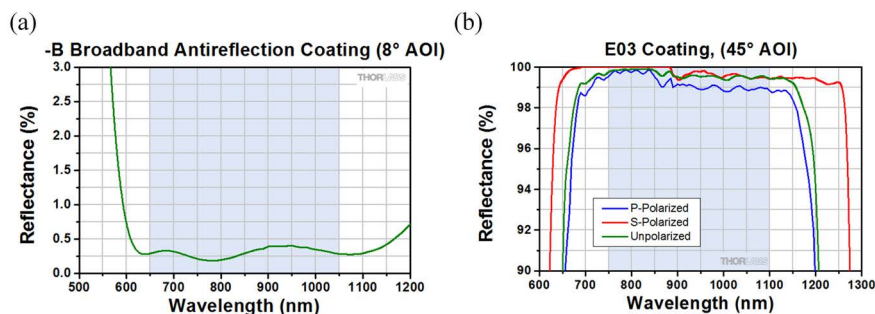 (a)
-B Broadband Antireflection Coating (8° AOI)
THORLABS
3.0
2.5
2.0
1.5
1.0
0.5
0.0
Reflectance (%)
500 600 700 800 900 1000 1100 1200
Wavelength (nm)
(b)
E03 Coating, (45° AOI)
100
98
96
94
92
90
Reflectance (%)
P-Polarized
S-Polarized
Unpolarized
THORLABS
600 700 800 900 1000 1100 1200 1300
Wavelength (nm)